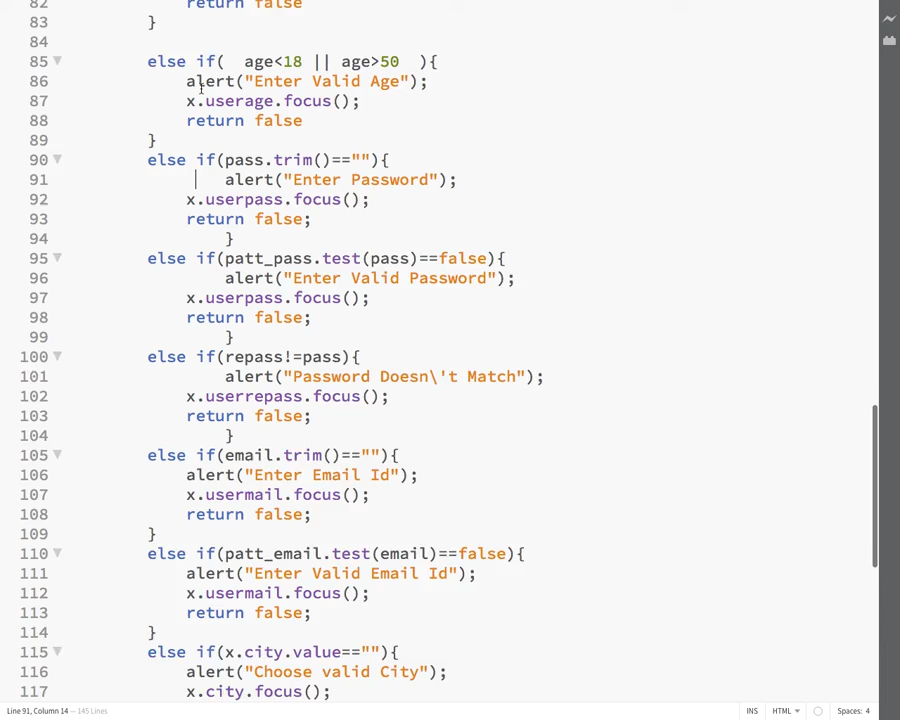 82 return false
83 }
84
85 else if( age<18 || age>50 ){
86 alert("Enter Valid Age");
87 x.userage.focus();
88 return false
89 }
90 else if(pass.trim()==""){
91 alert("Enter Password");
92 x.userpass.focus();
93 return false;
94 }
95 else if(patt_pass.test(pass)==false){
96 alert("Enter Valid Password");
97 x.userpass.focus();
98 return false;
99 }
100 else if(repass!=pass){
101 alert("Password Doesn\'t Match");
102 x.userrepass.focus();
103 return false;
104 }
105 else if(email.trim()==""){
106 alert("Enter Email Id");
107 x.usermail.focus();
108 return false;
109 }
110 else if(patt_email.test(email)==false){
111 alert("Enter Valid Email Id");
112 x.usermail.focus();
113 return false;
114 }
115 else if(x.city.value==""){
116 alert("Choose valid City");
117 x.city.focus();
Line 91, Column 14 — 145 Lines INS HTML Spaces: 4